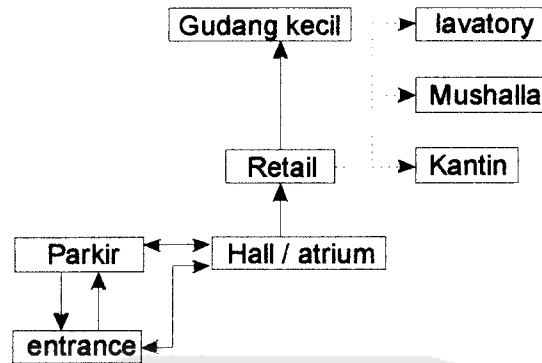 Gudang kecil
lavatory
Mushalla
Retail
Kantin
Parkir
Hall / atrium
entrance